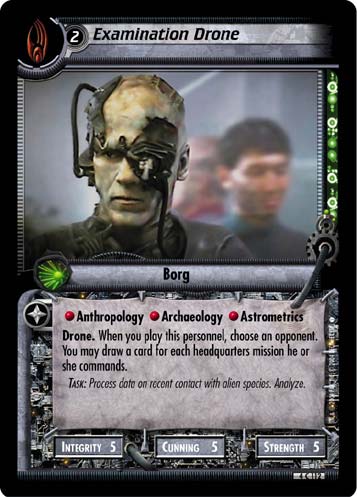 2 Examination Drone
Borg
Anthropology Archaeology Astrometrics
Drone. When you play this personnel, choose an opponent.
You may draw a card for each headquarters mission he or
she commands.
TASK: Process data on recent contact with alien species. Analyze.
INTEGRITY 5 CUNNING 5 STRENGTH 5
4 C 112